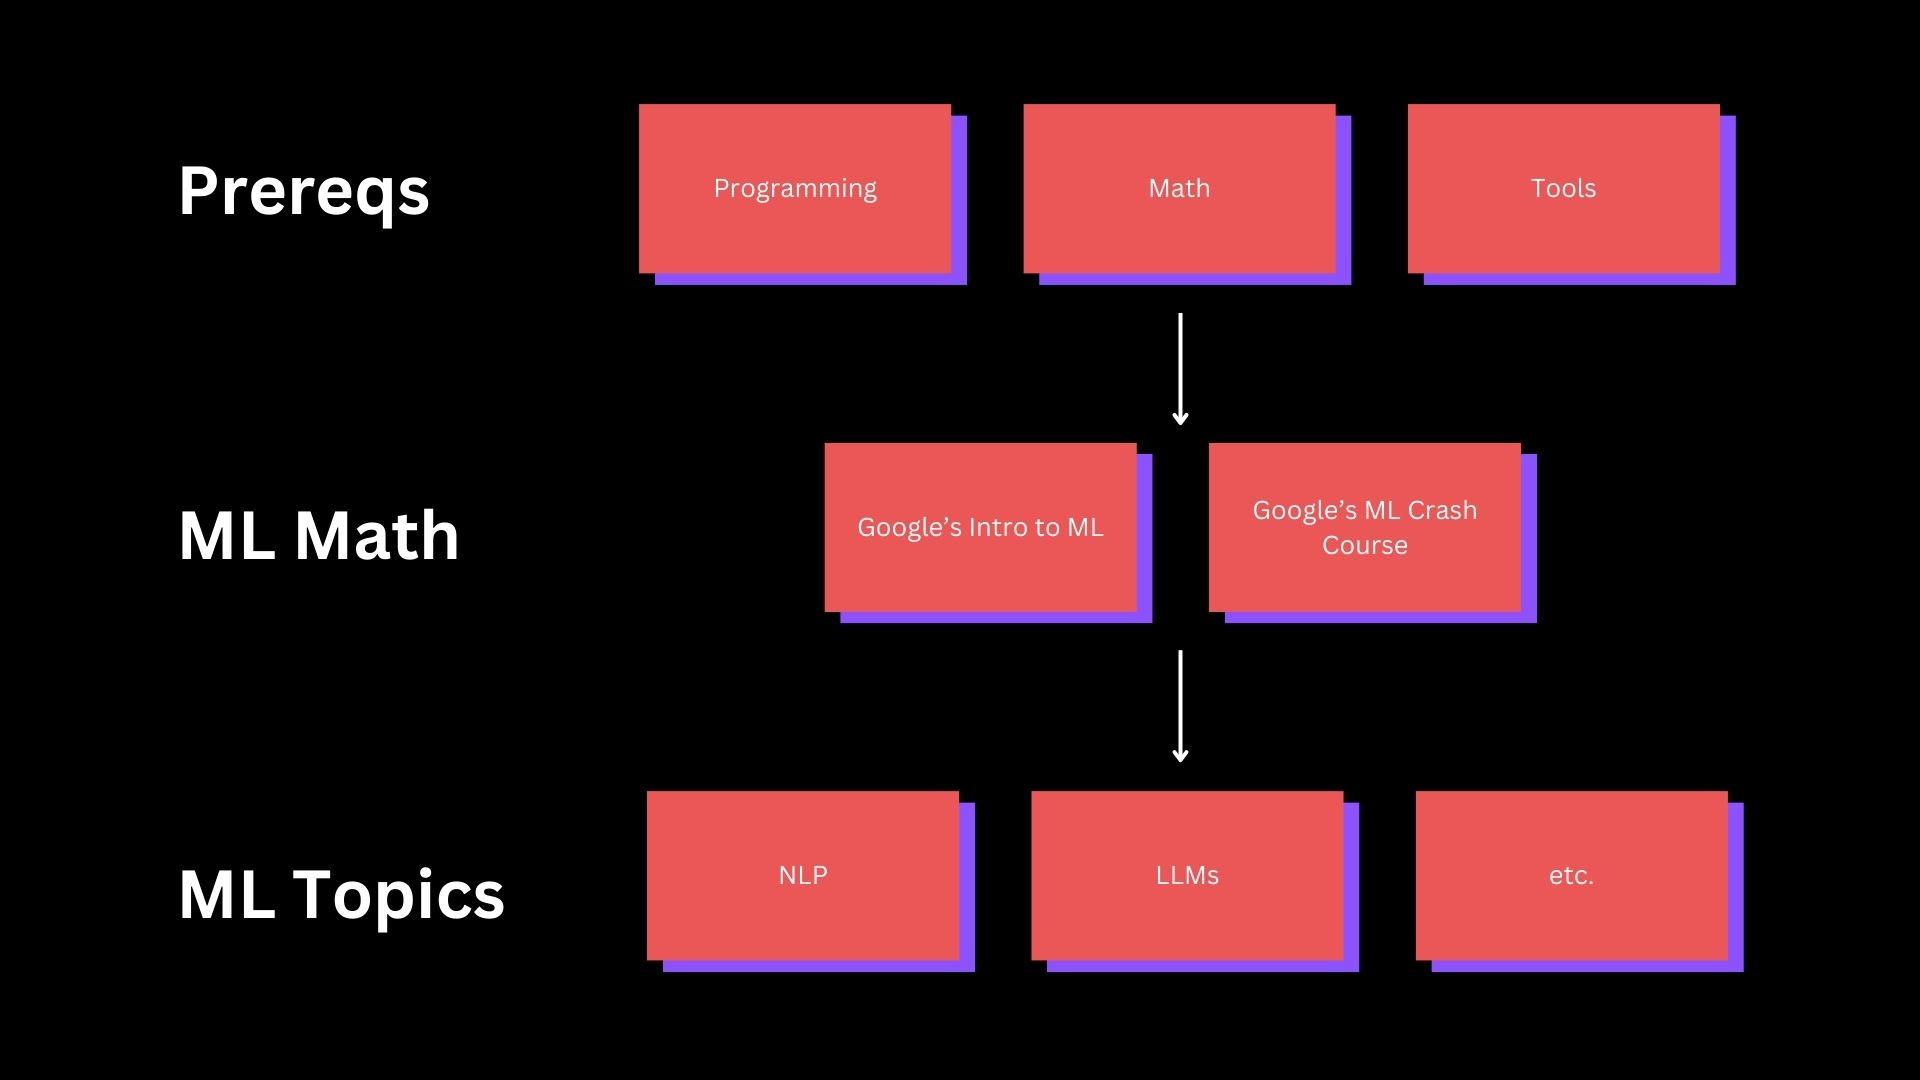 Prereqs
Programming
Math
Tools
ML Math
Google’s Intro to ML
Google’s ML Crash
Course
ML Topics
NLP
LLMs
etc.